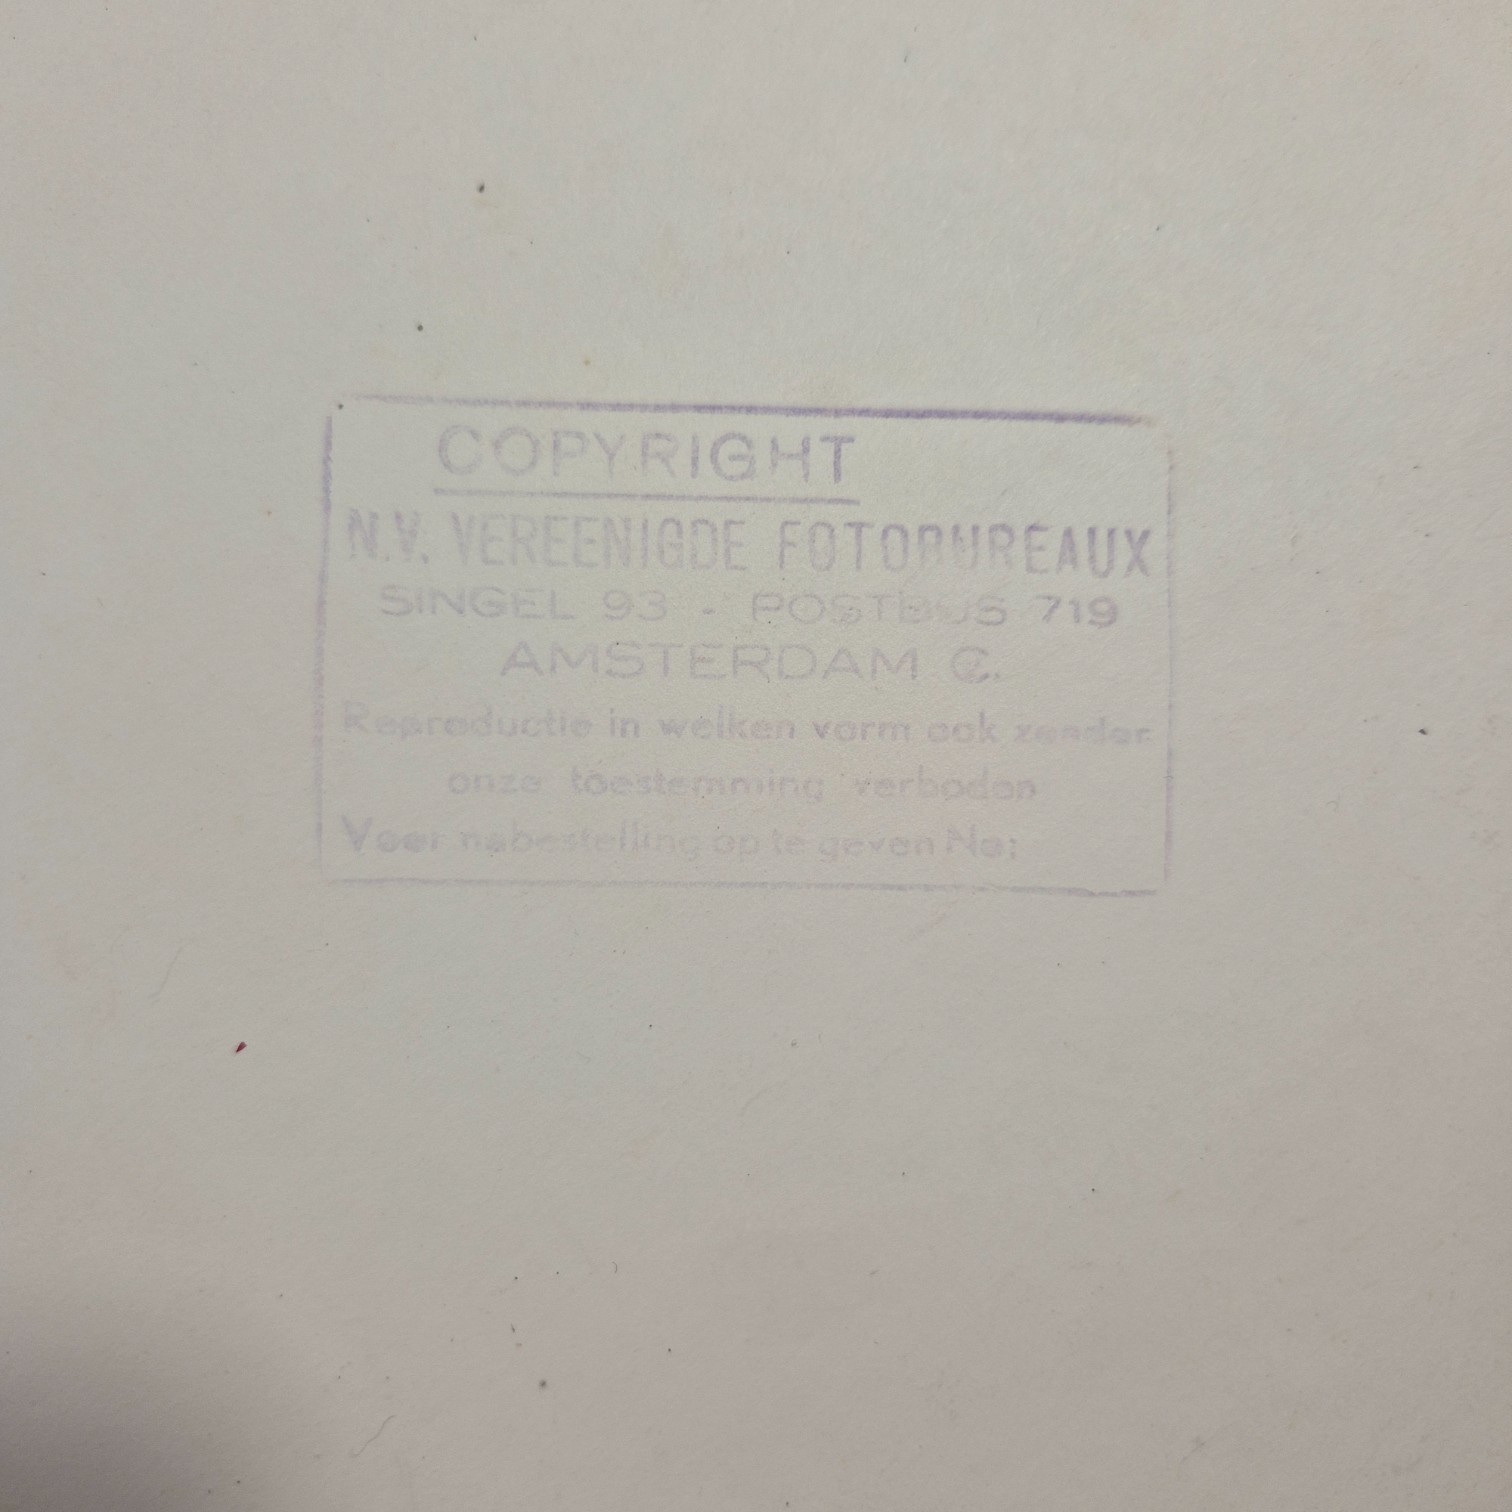 COPYRIGHT
N.V. VEREENIGDE FOTOBUREAUX
SINGEL 93 - POSTBUS 719
AMSTERDAM C.
Reproductie in welken vorm ook zonder
onze toestemming verboden
Voor nabestelling op te geven No: